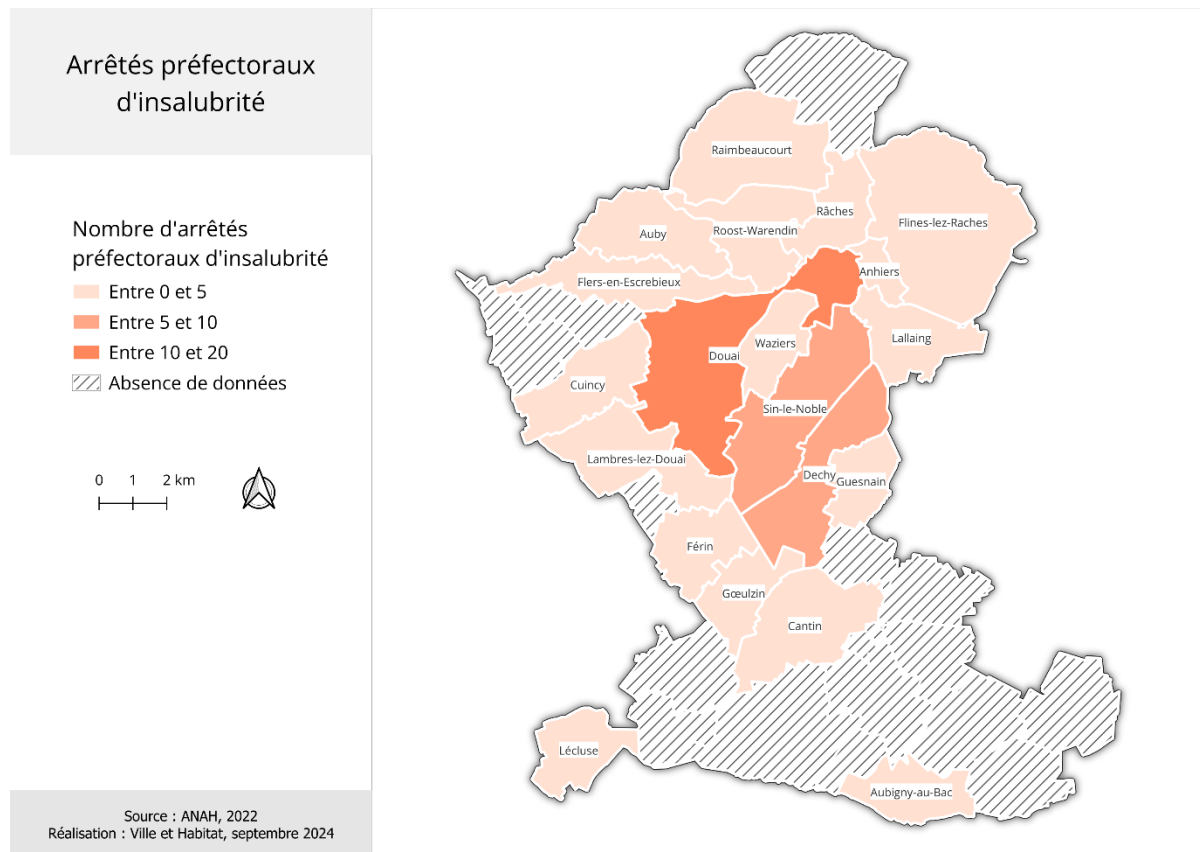 Arrêtés préfectoraux
d'insalubrité
Nombre d'arrêtés
préfectoraux d'insalubrité
Entre 0 et 5
Entre 5 et 10
Entre 10 et 20
Absence de données
0 1 2 km
Source : ANAH, 2022
Réalisation : Ville et Habitat, septembre 2024
Raimbeaucourt
Râches
Flines-lez-Raches
Roost-Warendin
Auby
Anhiers
Flers-en-Escrebieux
Lallaing
Waziers
Douai
Cuincy
Sin-le-Noble
Lambres-lez-Douai
Dechy
Guesnain
Férin
Gœulzin
Cantin
Lécluse
Aubigny-au-Bac